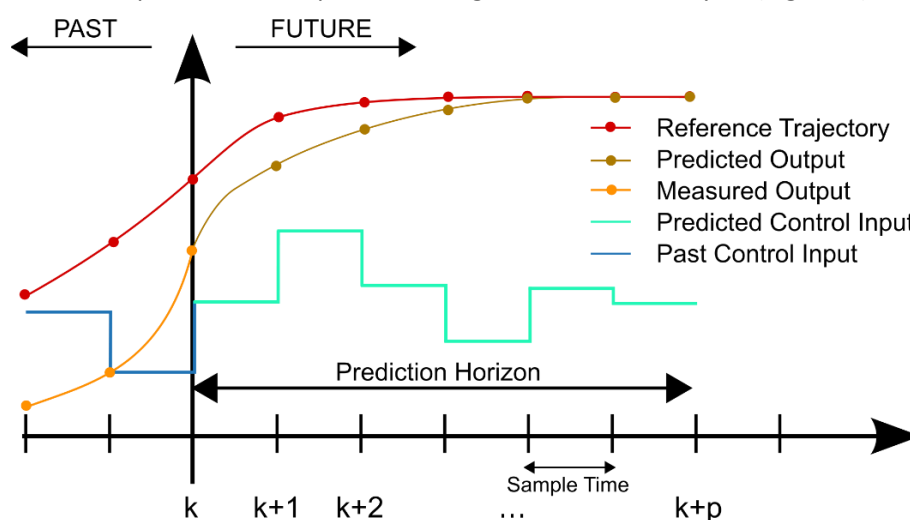 PAST
FUTURE
Reference Trajectory
Predicted Output
Measured Output
Predicted Control Input
Past Control Input
Prediction Horizon
Sample Time
k k+1 k+2 ... k+p